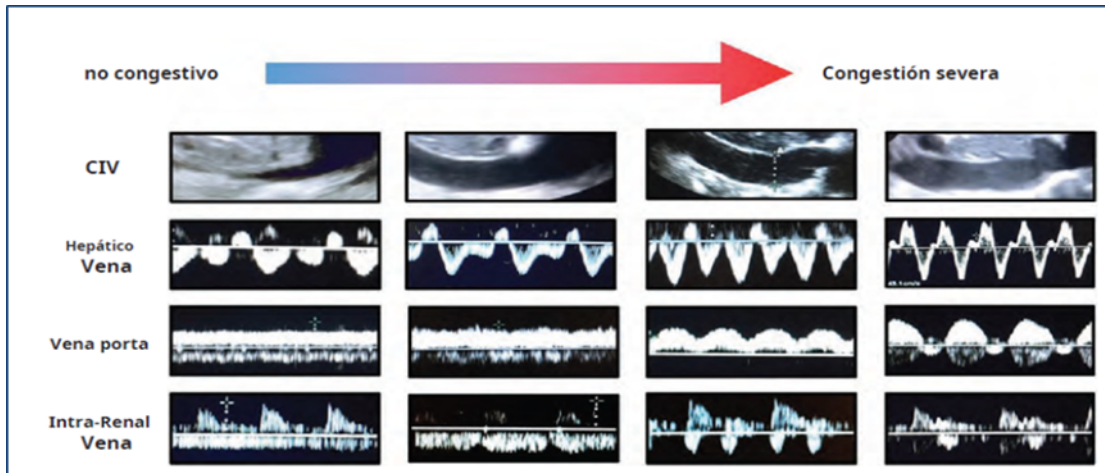 no congestivo
Congestión severa
CIV
Hepático
Vena
Vena porta
Intra-Renal
Vena